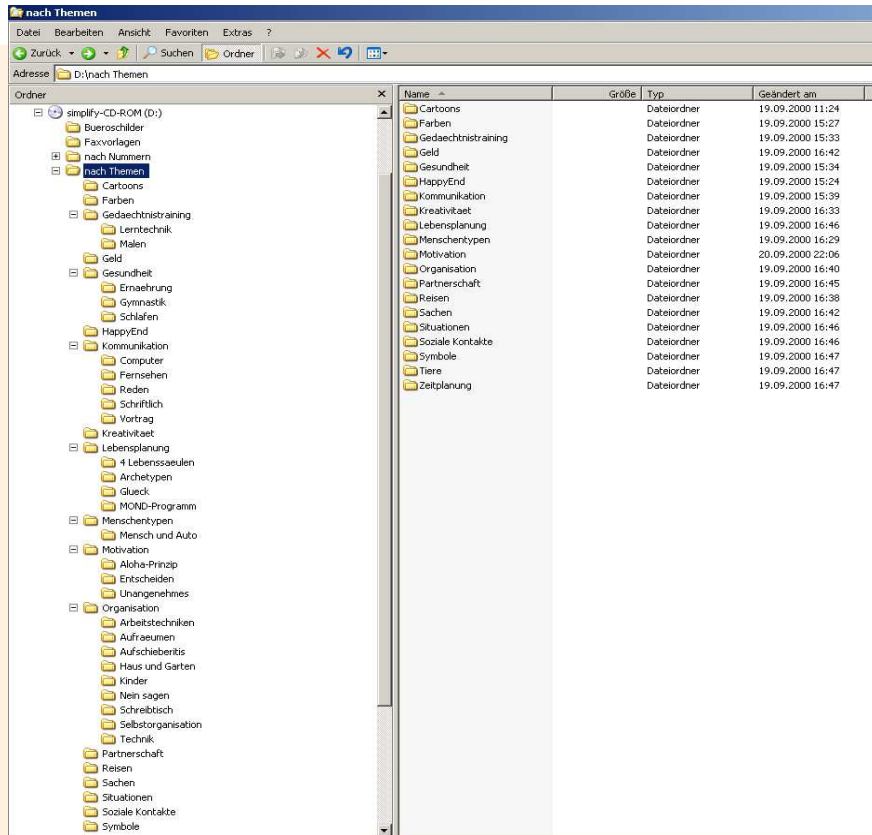 nach Themen
Datei Bearbeiten Ansicht Favoriten Extras ?
Zurück Suchen Ordner
Adresse D:\nach Themen
Ordner
simplify-CD-ROM (D:)
Bueroschilder
Faxvorlagen
nach Nummern
nach Themen
Cartoons
Farben
Gedaechtnistraining
Lerntechnik
Malen
Geld
Gesundheit
Ernaehrung
Gymnastik
Schlafen
HappyEnd
Kommunikation
Computer
Fernsehen
Reden
Schriftlich
Vortrag
Kreativitaet
Lebensplanung
4 Lebenssaeulen
Archetypen
Glueck
MOND-Programm
Menschentypen
Mensch und Auto
Motivation
Aloha-Prinzip
Entscheiden
Unangenehmes
Organisation
Arbeitstechniken
Aufraeumen
Aufschieberitis
Haus und Garten
Kinder
Nein sagen
Schreibtisch
Selbstorganisation
Technik
Partnerschaft
Reisen
Sachen
Situationen
Soziale Kontakte
Symbole
Name Größe Typ Geändert am
Cartoons Dateiordner 19.09.2000 11:24
Farben Dateiordner 19.09.2000 15:27
Gedaechtnistraining Dateiordner 19.09.2000 15:33
Geld Dateiordner 19.09.2000 16:42
Gesundheit Dateiordner 19.09.2000 15:34
HappyEnd Dateiordner 19.09.2000 15:24
Kommunikation Dateiordner 19.09.2000 15:39
Kreativitaet Dateiordner 19.09.2000 16:33
Lebensplanung Dateiordner 19.09.2000 16:46
Menschentypen Dateiordner 19.09.2000 16:29
Motivation Dateiordner 20.09.2000 22:06
Organisation Dateiordner 19.09.2000 16:40
Partnerschaft Dateiordner 19.09.2000 16:45
Reisen Dateiordner 19.09.2000 16:38
Sachen Dateiordner 19.09.2000 16:42
Situationen Dateiordner 19.09.2000 16:46
Soziale Kontakte Dateiordner 19.09.2000 16:46
Symbole Dateiordner 19.09.2000 16:47
Tiere Dateiordner 19.09.2000 16:47
Zeitplanung Dateiordner 19.09.2000 16:47